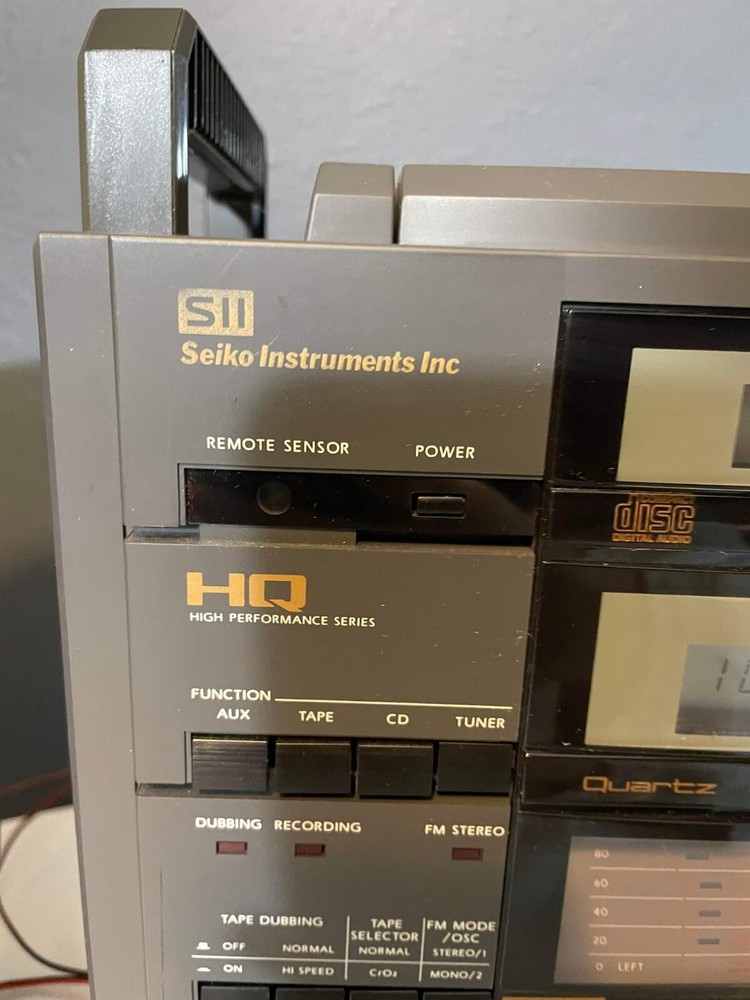 SII
Seiko Instruments Inc
REMOTE SENSOR POWER
COMPACT
disc
DIGITAL AUDIO
HQ
HIGH PERFORMANCE SERIES
FUNCTION
AUX TAPE CD TUNER
Quartz
DUBBING RECORDING FM STEREO
80
60
40
20
0 LEFT
TAPE DUBBING
OFF NORMAL
ON HI SPEED
TAPE
SELECTOR
NORMAL
CrO₂
FM MODE
/OSC
STEREO/1
MONO/2